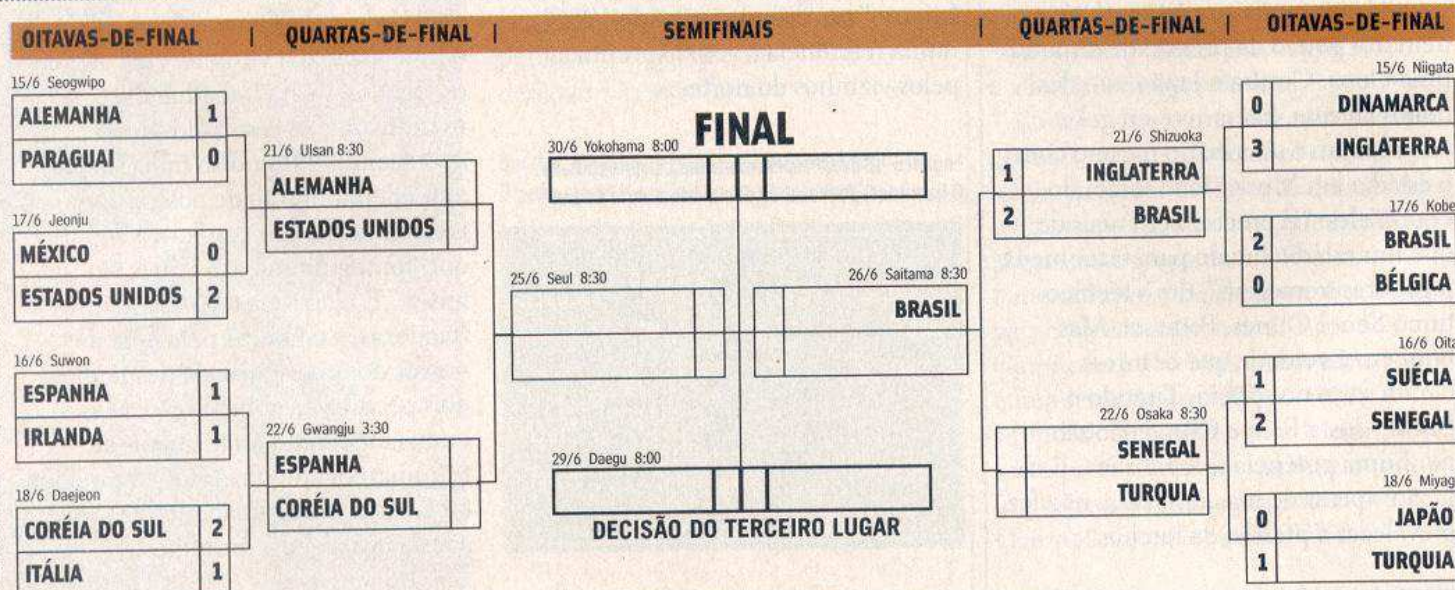 OITAVAS-DE-FINAL | QUARTAS-DE-FINAL | SEMIFINAIS | QUARTAS-DE-FINAL | OITAVAS-DE-FINAL
15/6 Seogwipo
ALEMANHA 1
PARAGUAI 0
17/6 Jeonju
MÉXICO 0
ESTADOS UNIDOS 2
16/6 Suwon
ESPANHA 1
IRLANDA 1
18/6 Daejeon
CORÉIA DO SUL 2
ITÁLIA 1
21/6 Ulsan 8:30
ALEMANHA
ESTADOS UNIDOS
22/6 Gwangju 3:30
ESPANHA
CORÉIA DO SUL
FINAL
30/6 Yokohama 8:00
25/6 Seul 8:30
26/6 Saitama 8:30
BRASIL
29/6 Daegu 8:00
DECISÃO DO TERCEIRO LUGAR
21/6 Shizuoka
1 INGLATERRA
2 BRASIL
22/6 Osaka 8:30
SENEGAL
TURQUIA
15/6 Niigata
0 DINAMARCA
3 INGLATERRA
17/6 Kobe
2 BRASIL
0 BÉLGICA
16/6 Oita
1 SUÉCIA
2 SENEGAL
18/6 Miyag
0 JAPÃO
1 TURQUIA